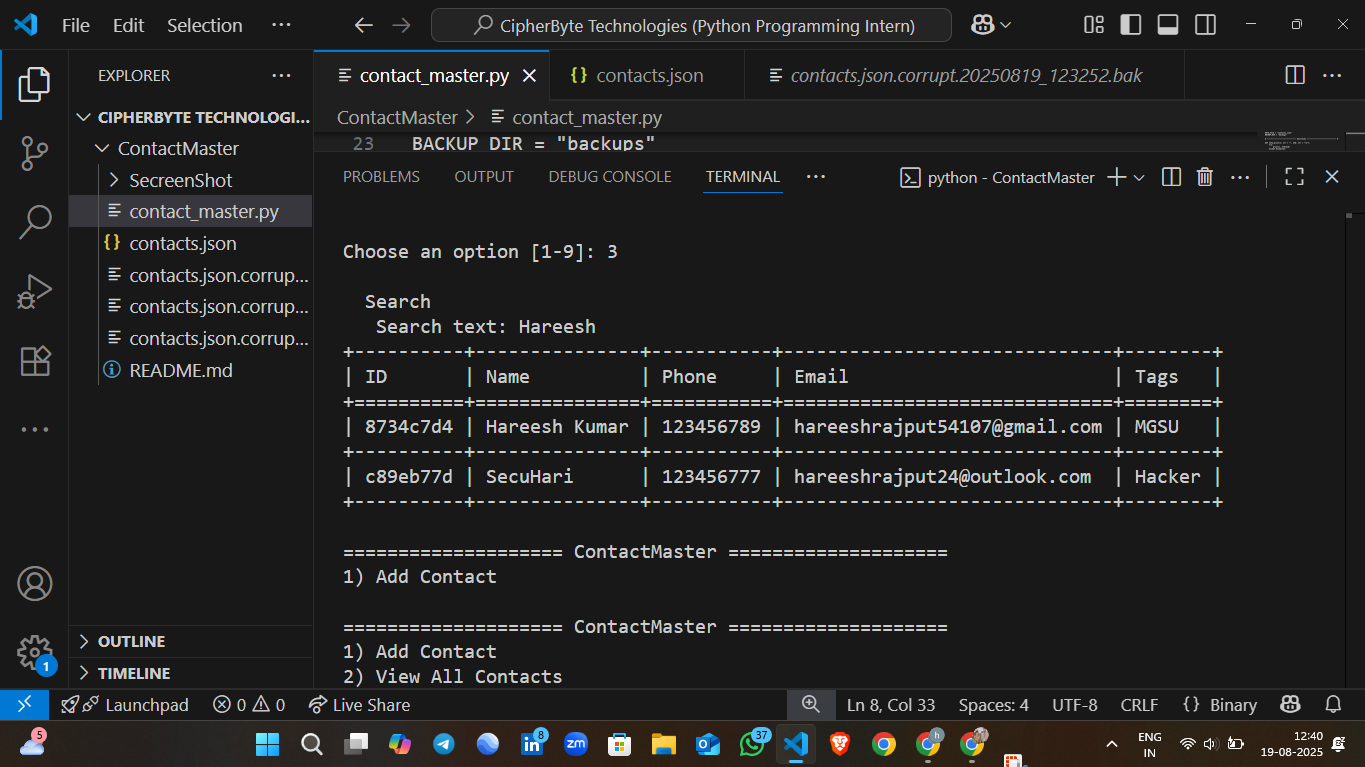 File Edit Selection ··· CipherByte Technologies (Python Programming Intern)
EXPLORER ···
CIPHERBYTE TECHNOLOGI...
ContactMaster
SecreenShot
contact_master.py
{} contacts.json
contacts.json.corrup...
contacts.json.corrup...
contacts.json.corrup...
README.md
OUTLINE
TIMELINE
contact_master.py {} contacts.json contacts.json.corrupt.20250819_123252.bak ···
ContactMaster > contact_master.py
23 BACKUP_DIR = "backups"
PROBLEMS OUTPUT DEBUG CONSOLE TERMINAL ··· python - ContactMaster ···
Choose an option [1-9]: 3
Search
Search text: Hareesh
+----------+---------------+-----------+------------------------------+--------+
| ID | Name | Phone | Email | Tags |
+==========+===============+===========+==============================+========+
| 8734c7d4 | Hareesh Kumar | 123456789 | hareeshrajput54107@gmail.com | MGSU |
+----------+---------------+-----------+------------------------------+--------+
| c89eb77d | SecuHari | 123456777 | hareeshrajput24@outlook.com | Hacker |
+----------+---------------+-----------+------------------------------+--------+
==================== ContactMaster ====================
1) Add Contact
==================== ContactMaster ====================
1) Add Contact
2) View All Contacts
1
Launchpad 0 0 Live Share Ln 8, Col 33 Spaces: 4 UTF-8 CRLF {} Binary
5 8 zm 37 h ENG 12:40
IN 19-08-2025